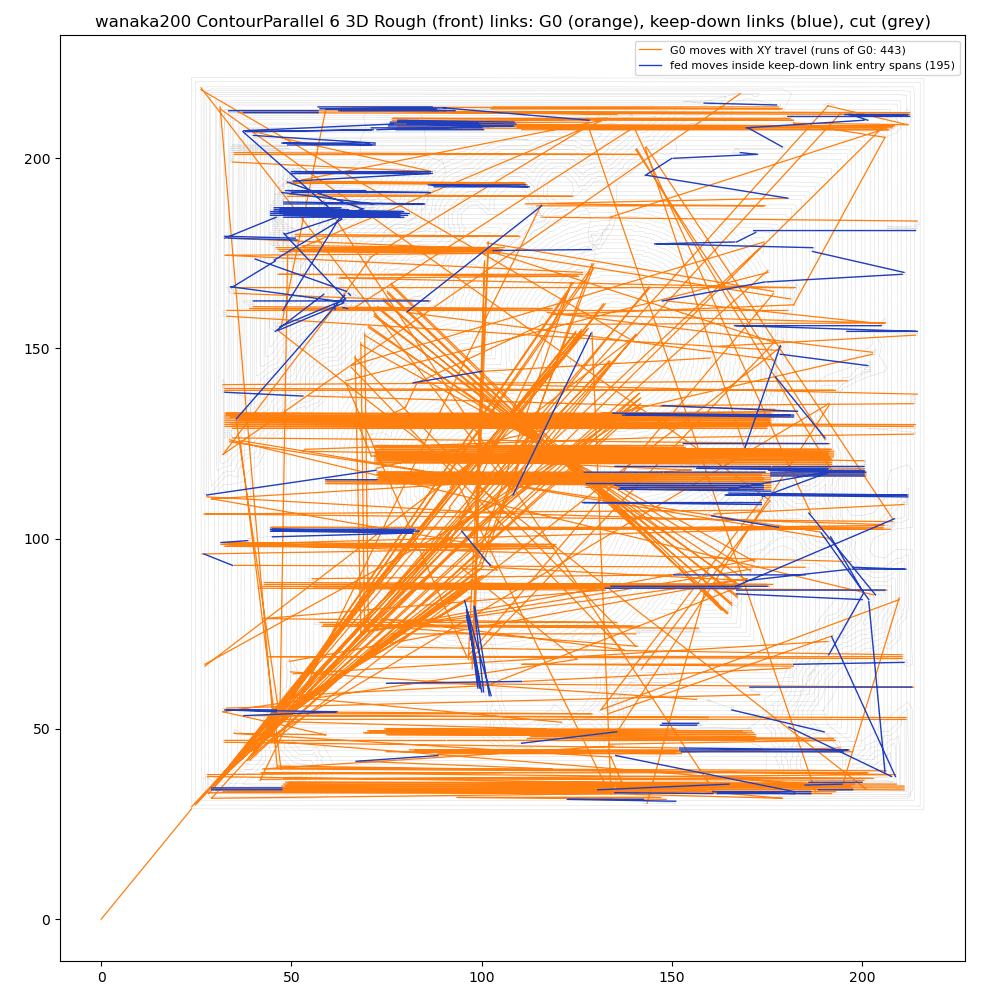 wanaka200 ContourParallel 6 3D Rough (front) links: G0 (orange), keep-down links (blue), cut (grey)
G0 moves with XY travel (runs of G0: 443)
fed moves inside keep-down link entry spans (195)
200
150
100
50
0
0 50 100 150 200